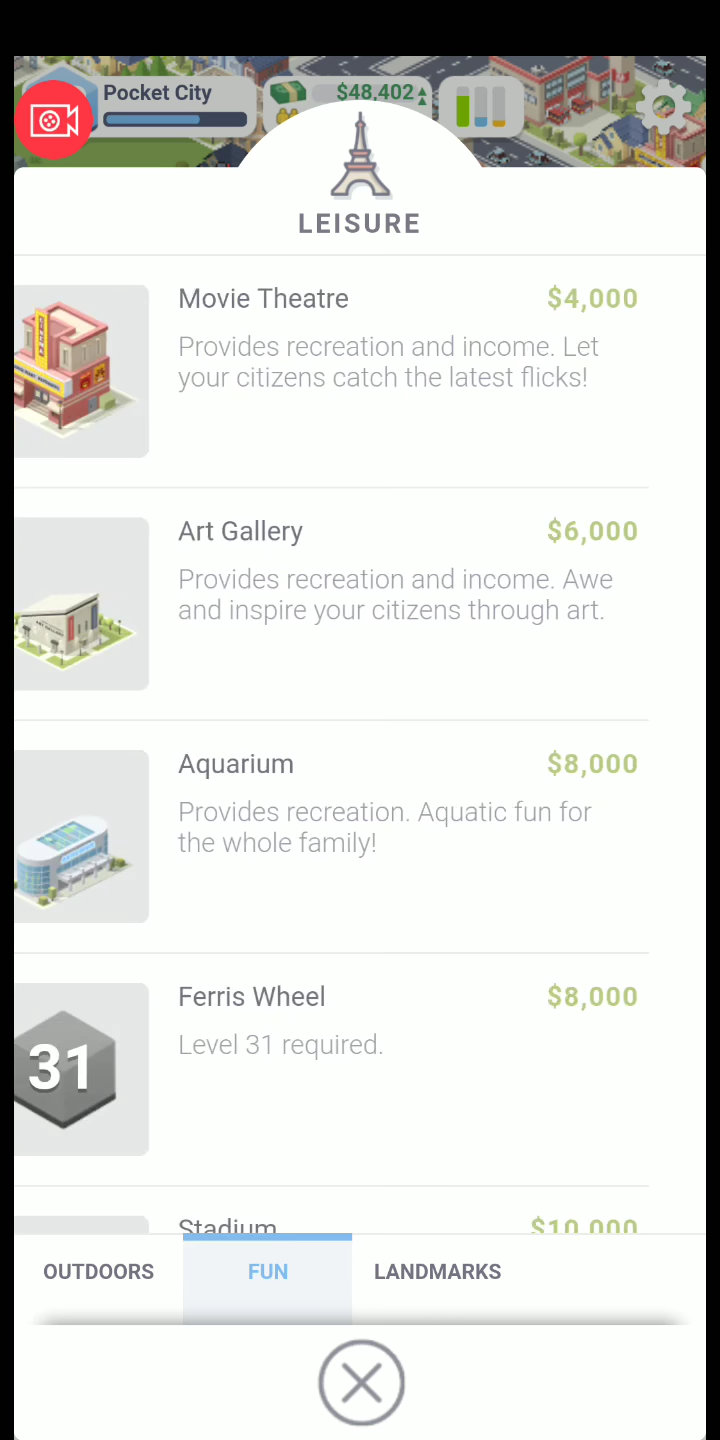 Pocket City
$48,402
LEISURE
Movie Theatre
$4,000
Provides recreation and income. Let
your citizens catch the latest flicks!
Art Gallery
$6,000
Provides recreation and income. Awe
and inspire your citizens through art.
Aquarium
$8,000
Provides recreation. Aquatic fun for
the whole family!
Ferris Wheel
$8,000
31
Level 31 required.
Stadium
$10,000
OUTDOORS
FUN
LANDMARKS